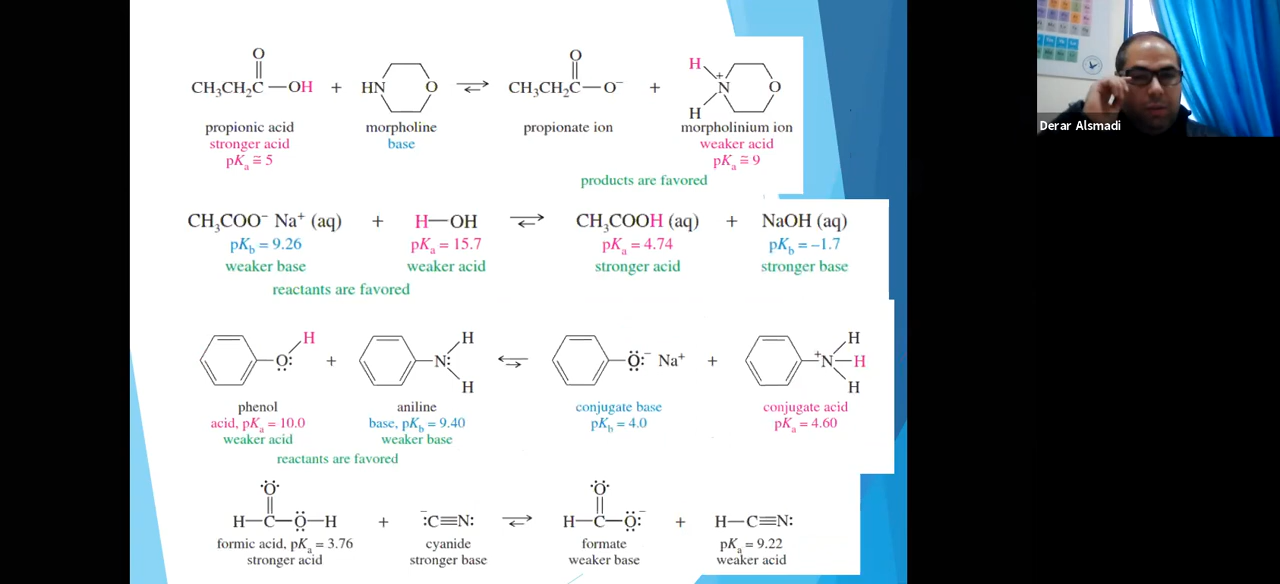 O
CH₃CH₂C—OH + HN O ⇌ CH₃CH₂C—O⁻ + H N⁺ H O
O
propionic acid morpholine propionate ion morpholinium ion
stronger acid base weaker acid
pKₐ ≅ 5 pKₐ ≅ 9
products are favored
CH₃COO⁻ Na⁺ (aq) + H—OH ⇌ CH₃COOH (aq) + NaOH (aq)
pK_b = 9.26 pKₐ = 15.7 pKₐ = 4.74 pK_b = –1.7
weaker base weaker acid stronger acid stronger base
reactants are favored
H H H
O: + N: ⇌ O:⁻ Na⁺ + ⁺N—H
H H
phenol aniline conjugate base conjugate acid
acid, pKₐ = 10.0 base, pK_b = 9.40 pK_b = 4.0 pKₐ = 4.60
weaker acid weaker base
reactants are favored
O O
H—C—O—H + ⁻:C≡N: ⇌ H—C—O:⁻ + H—C≡N:
formic acid, pKₐ = 3.76 cyanide formate pKₐ = 9.22
stronger acid stronger base weaker base weaker acid
Derar Alsmadi